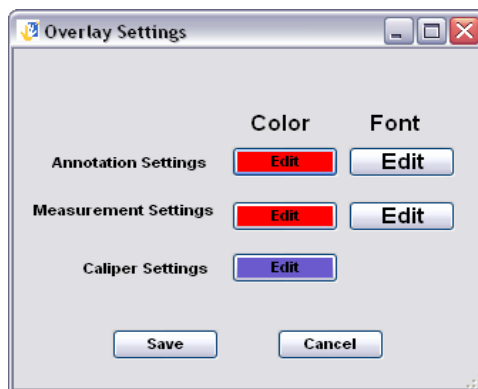 Overlay Settings
Color Font
Annotation Settings Edit Edit
Measurement Settings Edit Edit
Caliper Settings Edit
Save Cancel